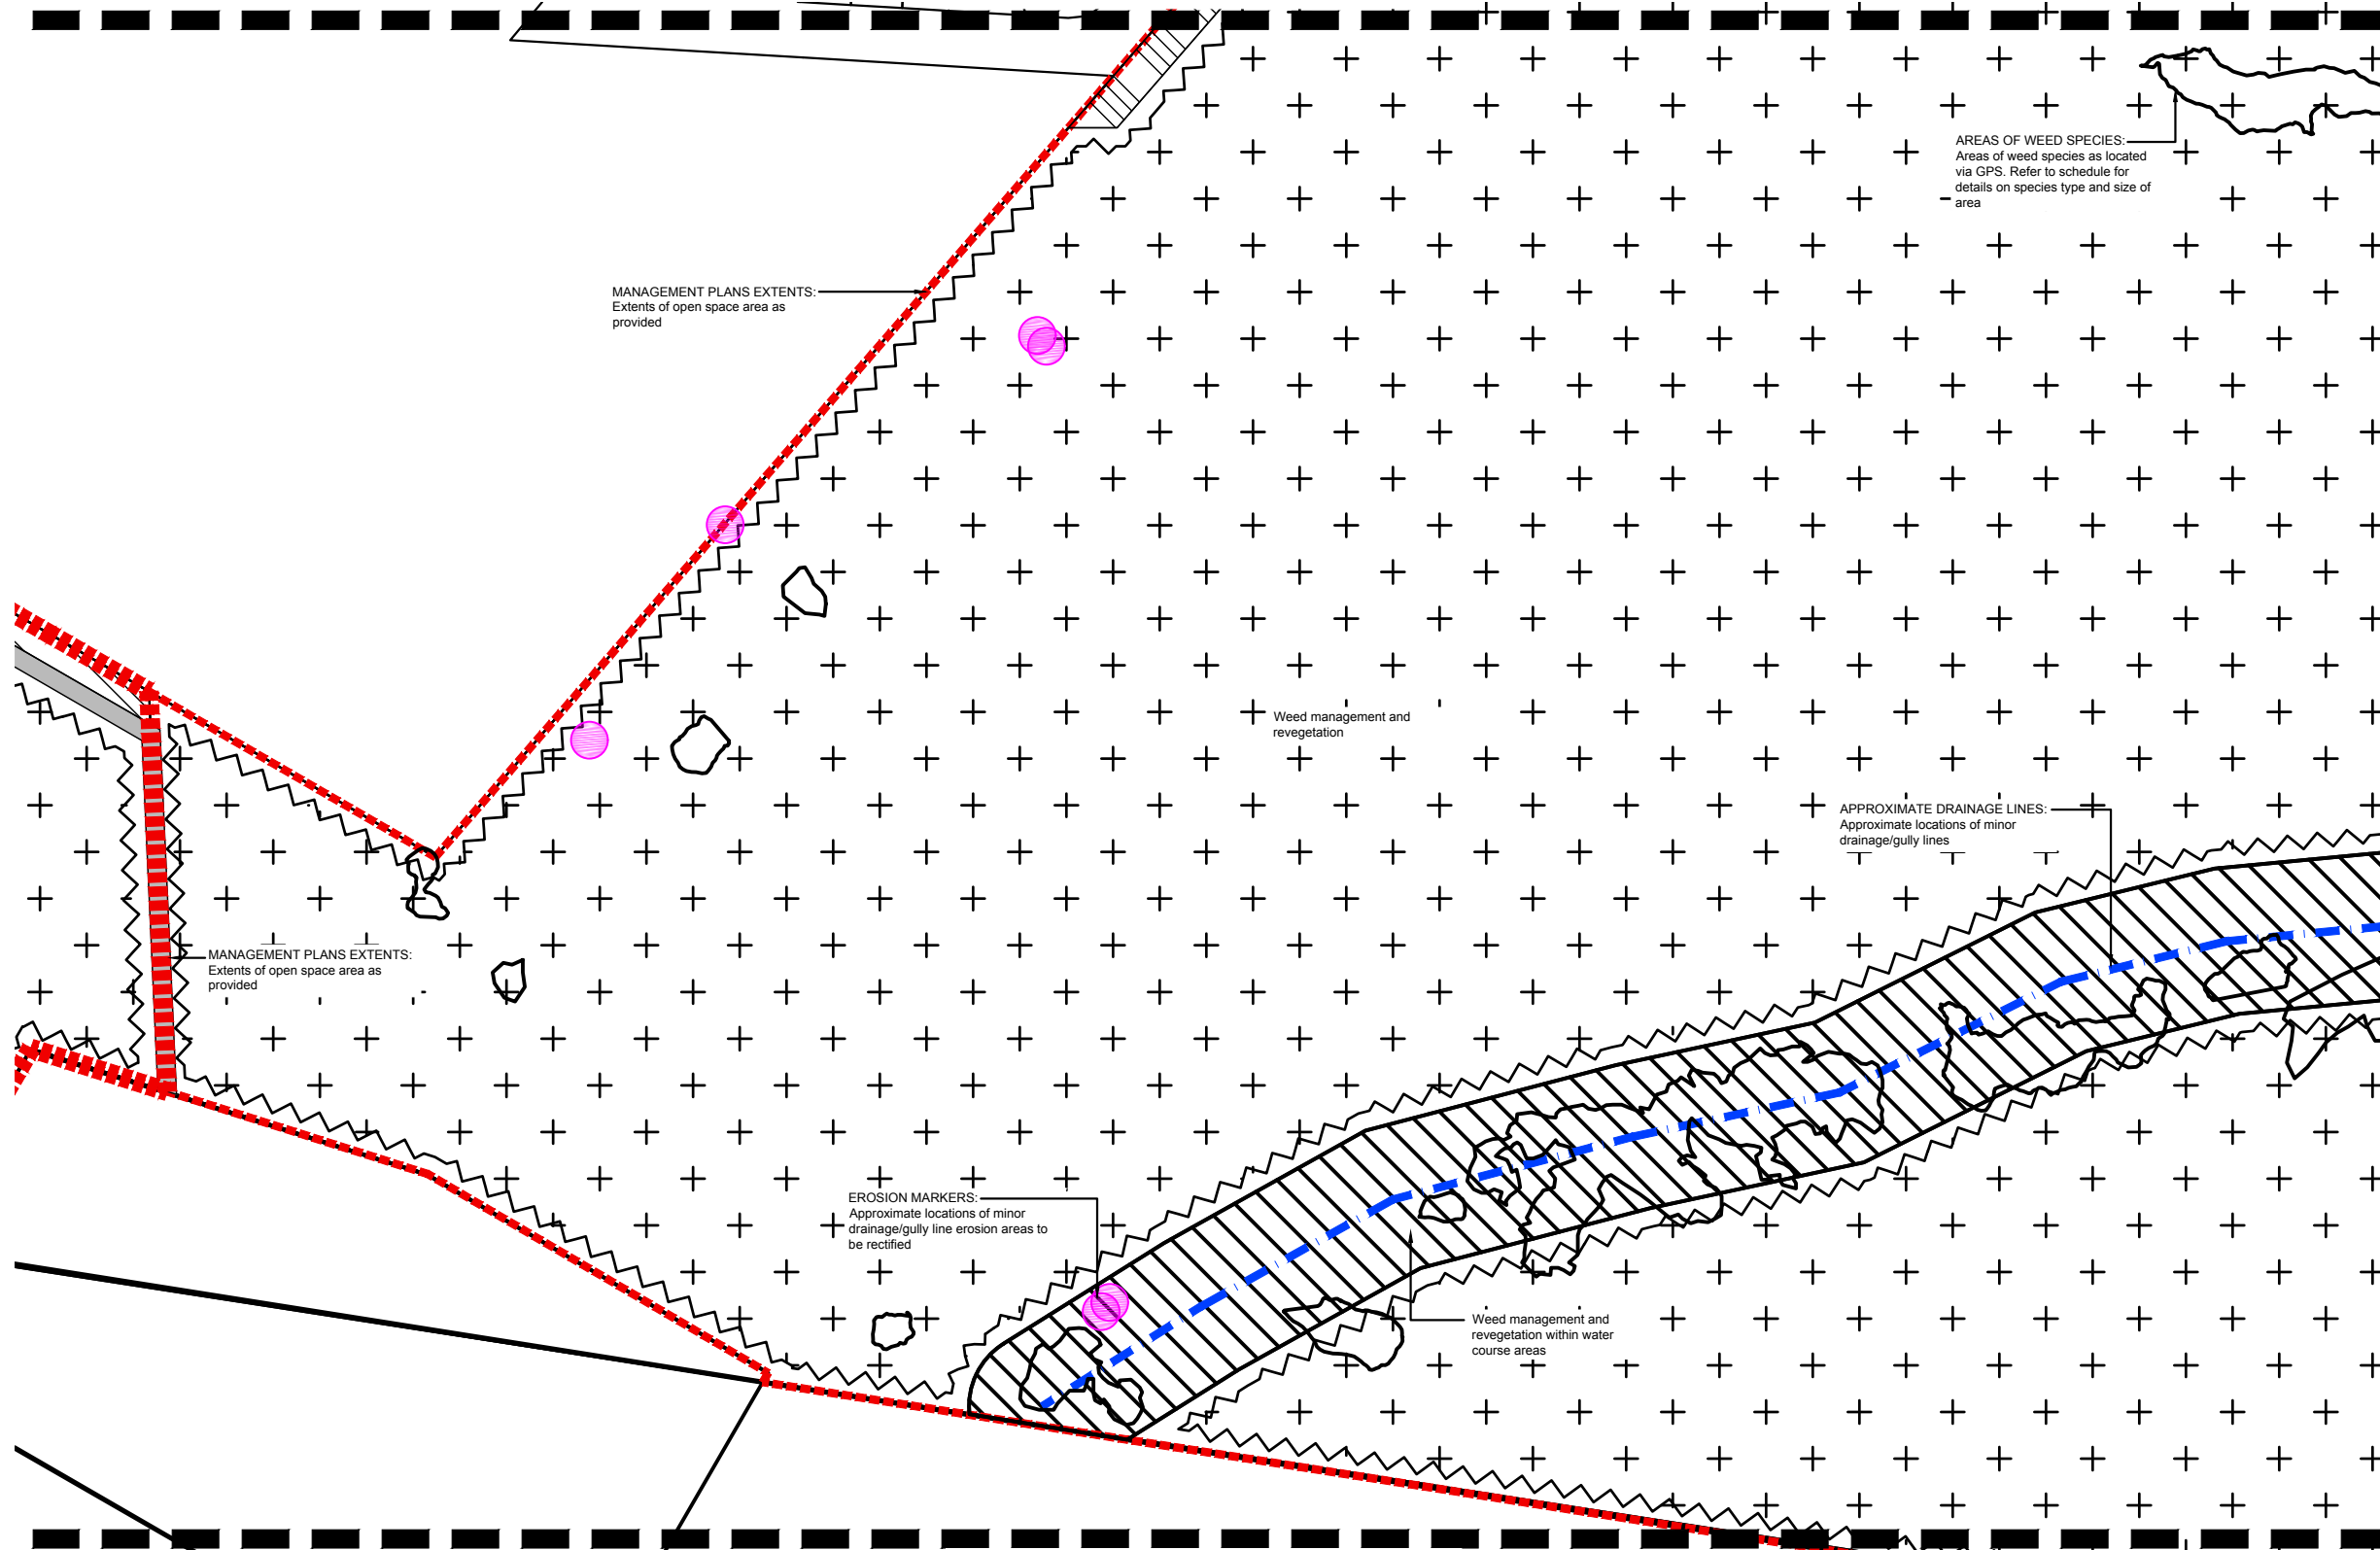 AREAS OF WEED SPECIES:
Areas of weed species as located
via GPS. Refer to schedule for
details on species type and size of
area
MANAGEMENT PLANS EXTENTS:
Extents of open space area as
provided
Weed management and
revegetation
APPROXIMATE DRAINAGE LINES:
Approximate locations of minor
drainage/gully lines
MANAGEMENT PLANS EXTENTS:
Extents of open space area as
provided
EROSION MARKERS:
Approximate locations of minor
drainage/gully line erosion areas to
be rectified
Weed management and
revegetation within water
course areas